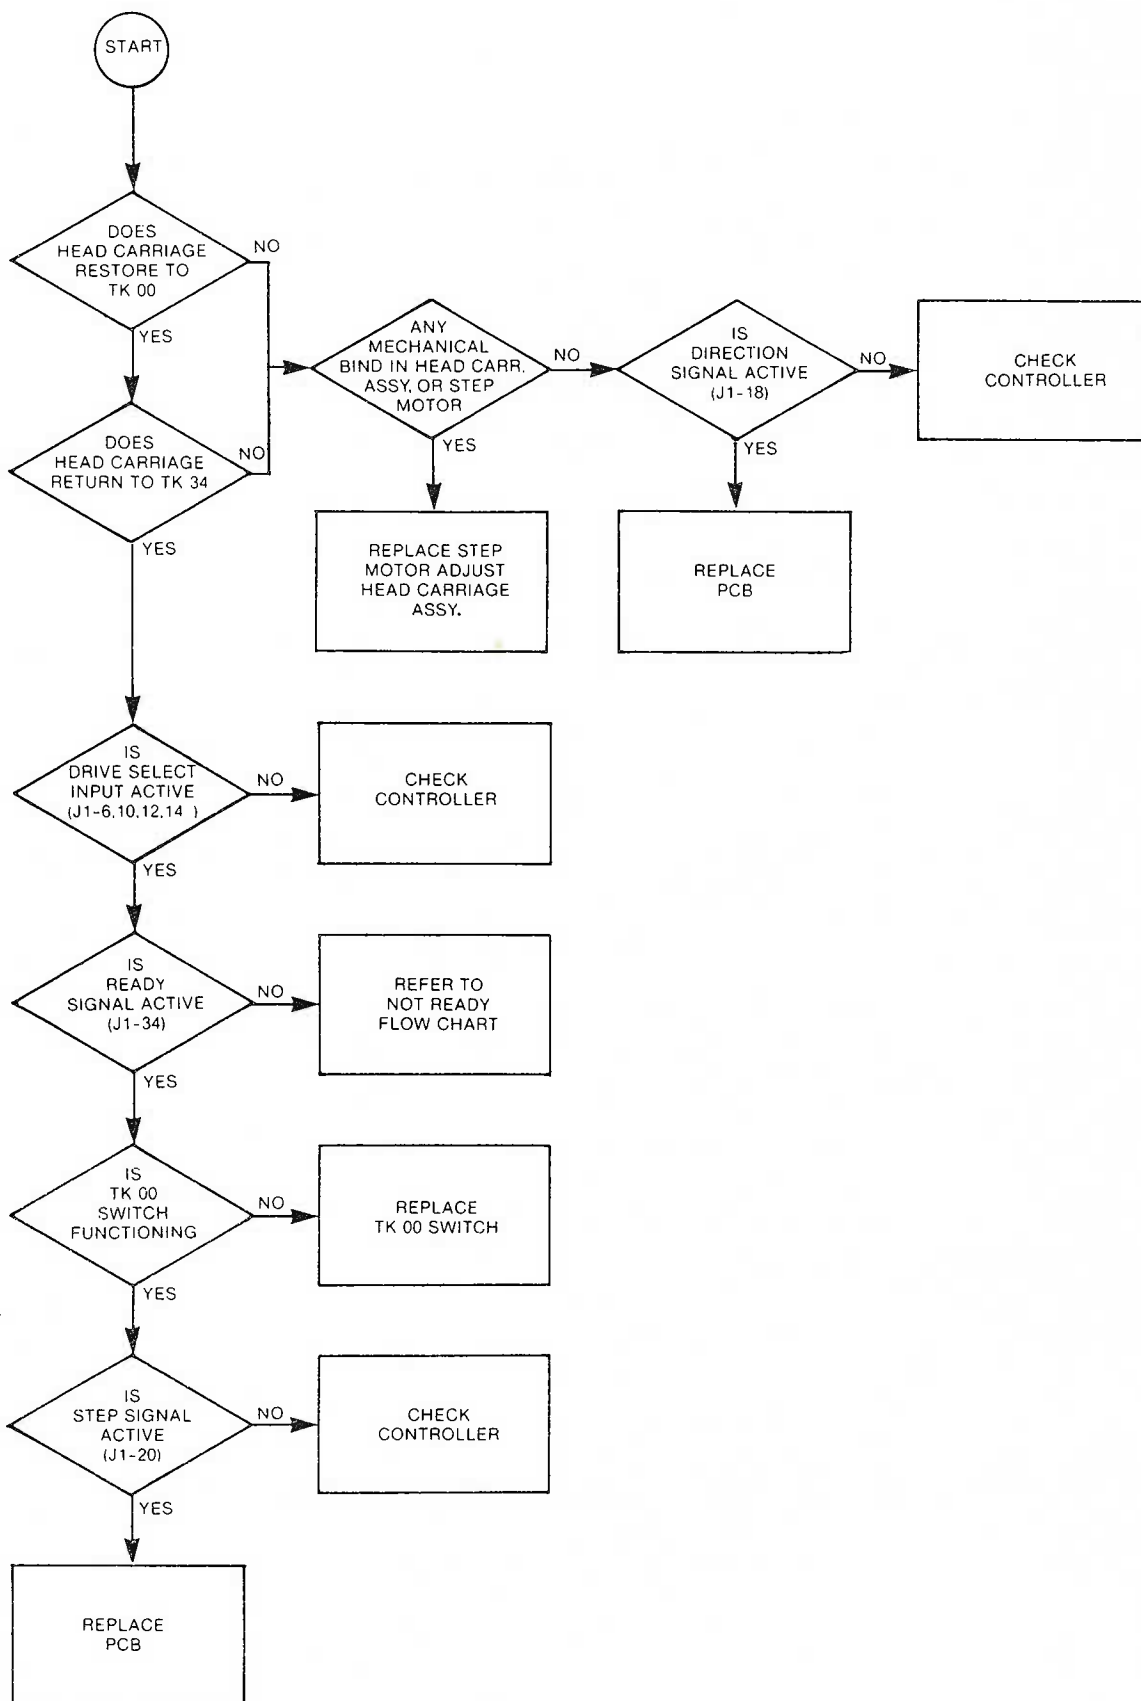 START
DOES
HEAD CARRIAGE
RESTORE TO
TK 00
NO
YES
DOES
HEAD CARRIAGE
RETURN TO TK 34
NO
YES
ANY
MECHANICAL
BIND IN HEAD CARR.
ASSY. OR STEP
MOTOR
NO
YES
REPLACE STEP
MOTOR ADJUST
HEAD CARRIAGE
ASSY.
IS
DIRECTION
SIGNAL ACTIVE
(J1-18)
NO
YES
REPLACE
PCB
CHECK
CONTROLLER
IS
DRIVE SELECT
INPUT ACTIVE
(J1-6,10,12,14 )
NO
YES
CHECK
CONTROLLER
IS
READY
SIGNAL ACTIVE
(J1-34)
NO
YES
REFER TO
NOT READY
FLOW CHART
IS
TK 00
SWITCH
FUNCTIONING
NO
YES
REPLACE
TK 00 SWITCH
IS
STEP SIGNAL
ACTIVE
(J1-20)
NO
YES
CHECK
CONTROLLER
REPLACE
PCB